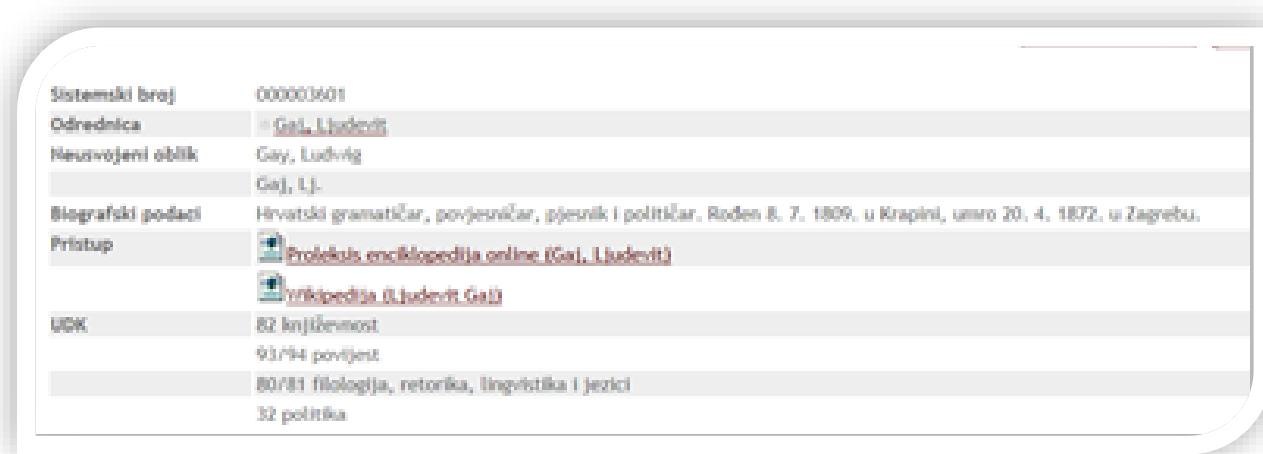 Sistemski broj 000003601
Odrednica Gaj, Ljudevit
Neusvojeni oblik Gay, Ludvig
Gaj, Lj.
Biografski podaci Hrvatski gramatičar, povjesničar, pjesnik i političar. Rođen 8. 7. 1809. u Krapini, umro 20. 4. 1872. u Zagrebu.
Pristup Proleksis enciklopedija online (Gaj, Ljudevit)
Wikipedija (Ljudevit Gaj)
UDK 82 književnost
93/94 povijest
80/81 filologija, retorika, lingvistika i jezici
32 politika